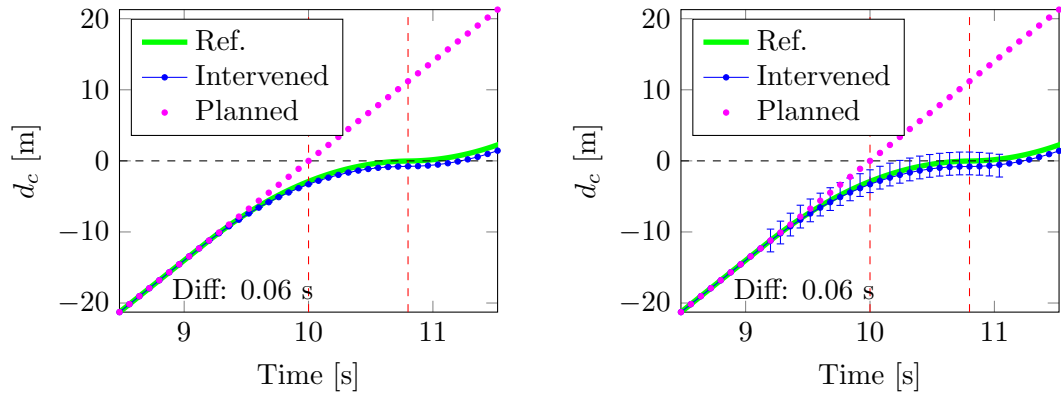 20
10
0
−10
−20
d_c [m]
Ref.
Intervened
Planned
Diff: 0.06 s
9
10
11
Time [s]
20
10
0
−10
−20
d_c [m]
Ref.
Intervened
Planned
Diff: 0.06 s
9
10
11
Time [s]